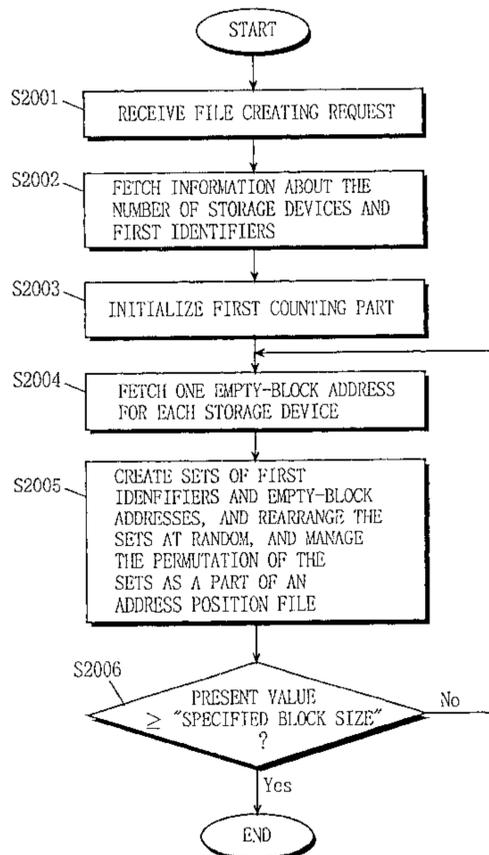 START
S2001
RECEIVE FILE CREATING REQUEST
S2002
FETCH INFORMATION ABOUT THE
NUMBER OF STORAGE DEVICES AND
FIRST IDENTIFIERS
S2003
INITIALIZE FIRST COUNTING PART
S2004
FETCH ONE EMPTY-BLOCK ADDRESS
FOR EACH STORAGE DEVICE
S2005
CREATE SETS OF FIRST
IDENFIFIERS AND EMPTY-BLOCK
ADDRESSES, AND REARRANGE THE
SETS AT RANDOM, AND MANAGE
THE PERMUTATION OF THE
SETS AS A PART OF AN
ADDRESS POSITION FILE
S2006
PRESENT VALUE
≥ "SPECIFIED BLOCK SIZE"
?
No
Yes
END